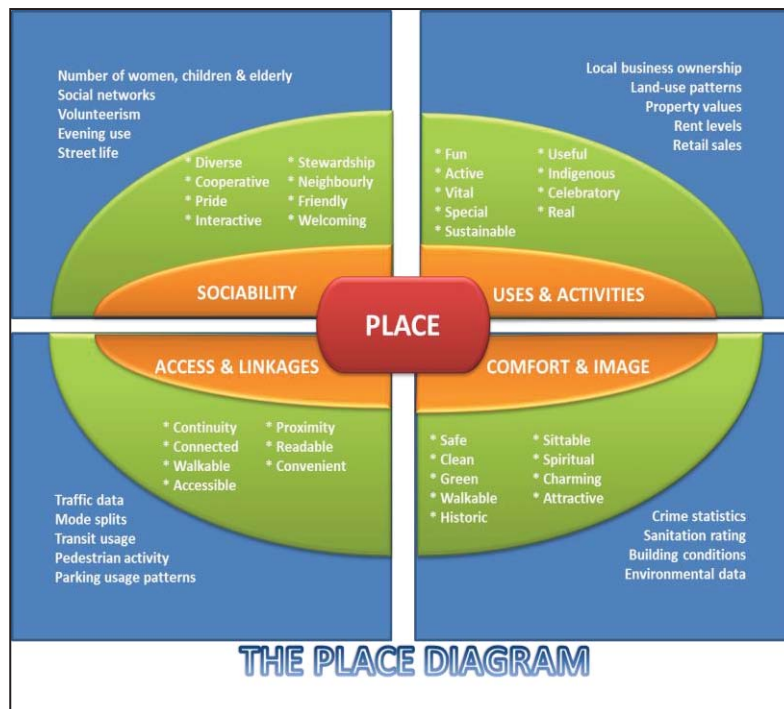 Number of women, children & elderly
Social networks
Volunteerism
Evening use
Street life
* Diverse
* Cooperative
* Pride
* Interactive
* Stewardship
* Neighbourly
* Friendly
* Welcoming
SOCIABILITY
Local business ownership
Land-use patterns
Property values
Rent levels
Retail sales
* Fun
* Active
* Vital
* Special
* Sustainable
* Useful
* Indigenous
* Celebratory
* Real
USES & ACTIVITIES
PLACE
ACCESS & LINKAGES
* Continuity
* Connected
* Walkable
* Accessible
* Proximity
* Readable
* Convenient
Traffic data
Mode splits
Transit usage
Pedestrian activity
Parking usage patterns
COMFORT & IMAGE
* Safe
* Clean
* Green
* Walkable
* Historic
* Sittable
* Spiritual
* Charming
* Attractive
Crime statistics
Sanitation rating
Building conditions
Environmental data
THE PLACE DIAGRAM